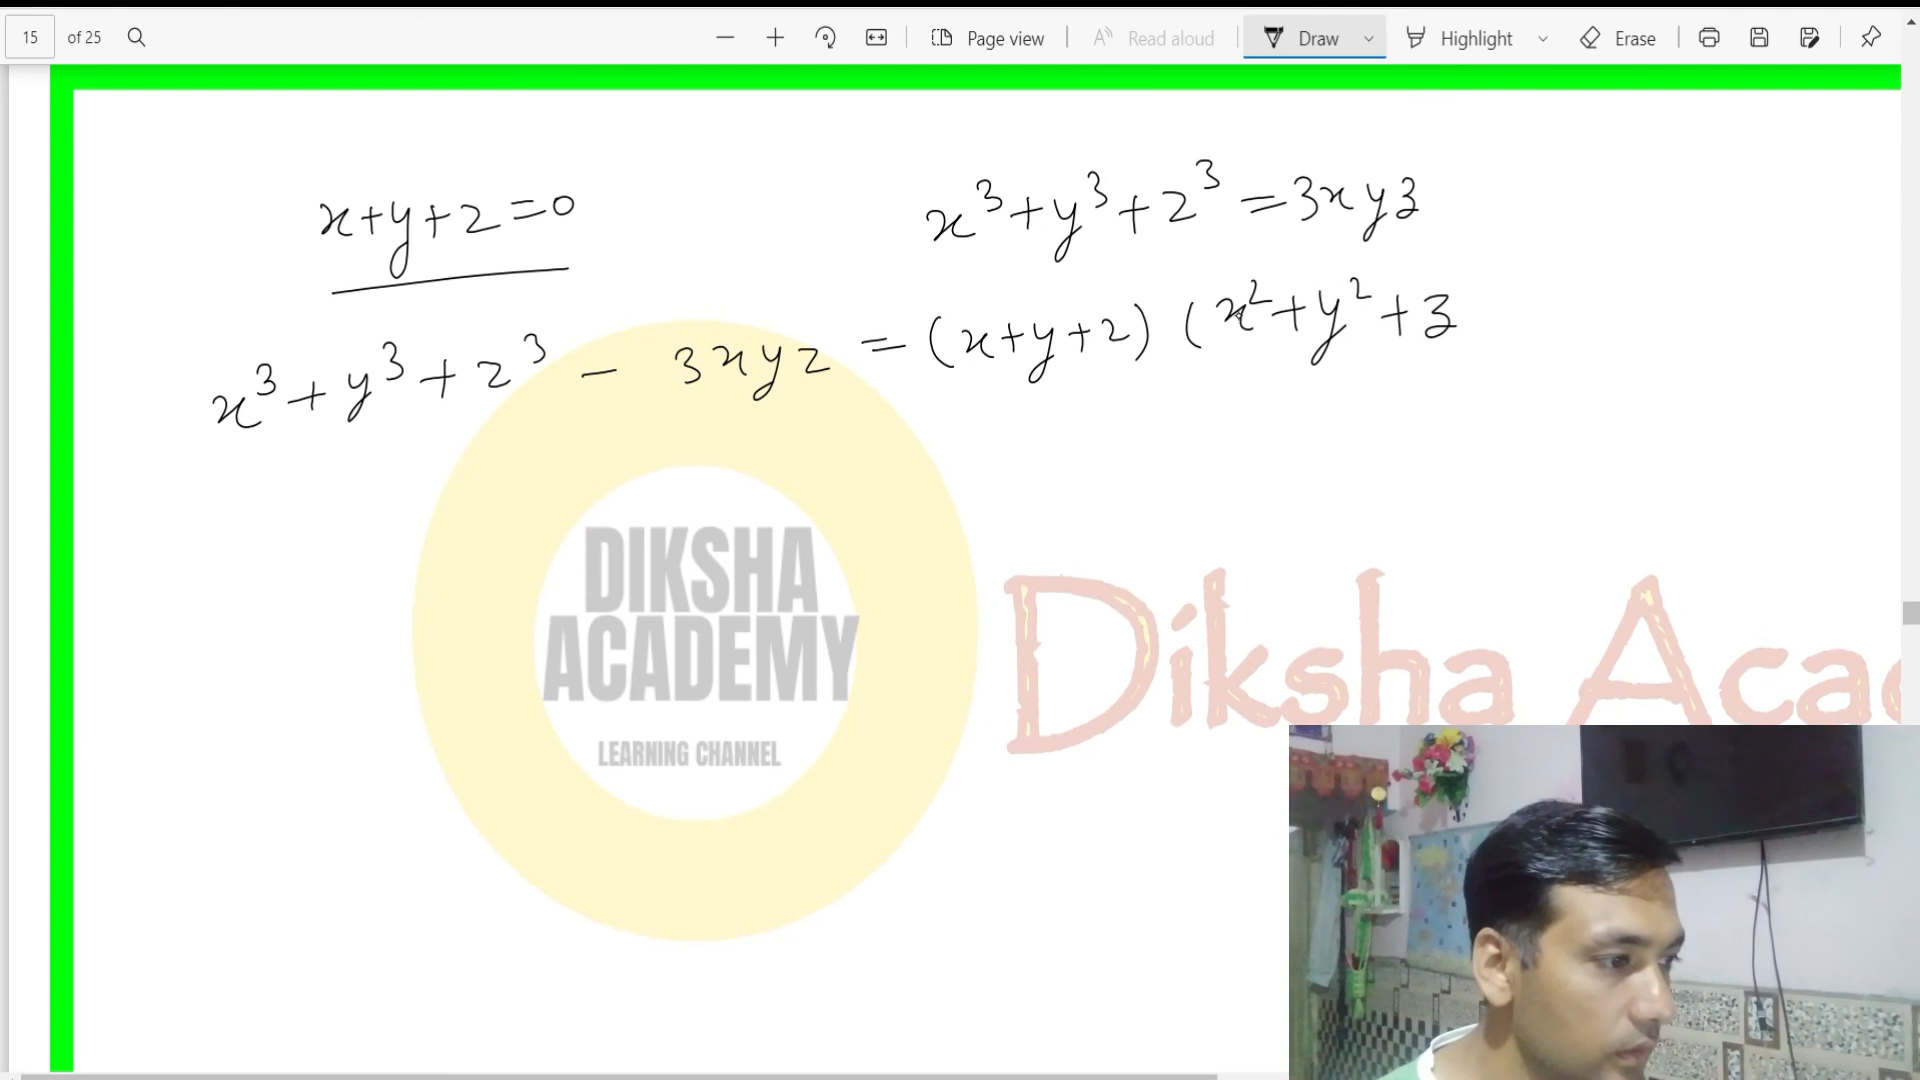 15 of 25 Page view Read aloud Draw Highlight Erase
x+y+z=0
x³+y³+z³=3xyz
x³+y³+z³ - 3xyz = (x+y+z) (x²+y²+z
DIKSHA
ACADEMY
LEARNING CHANNEL
Diksha Aca